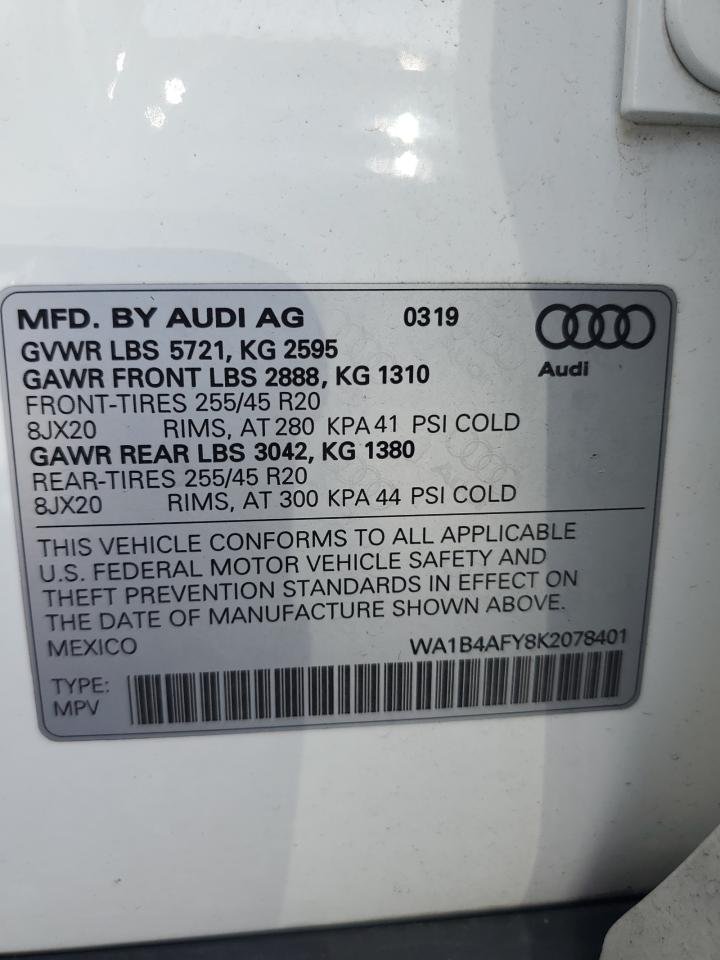 MFD. BY AUDI AG 0319
GVWR LBS 5721, KG 2595
GAWR FRONT LBS 2888, KG 1310
Audi
FRONT-TIRES 255/45 R20
8JX20 RIMS, AT 280 KPA 41 PSI COLD
GAWR REAR LBS 3042, KG 1380
REAR-TIRES 255/45 R20
8JX20 RIMS, AT 300 KPA 44 PSI COLD
THIS VEHICLE CONFORMS TO ALL APPLICABLE
U.S. FEDERAL MOTOR VEHICLE SAFETY AND
THEFT PREVENTION STANDARDS IN EFFECT ON
THE DATE OF MANUFACTURE SHOWN ABOVE.
MEXICO WA1B4AFY8K2078401
TYPE:
MPV